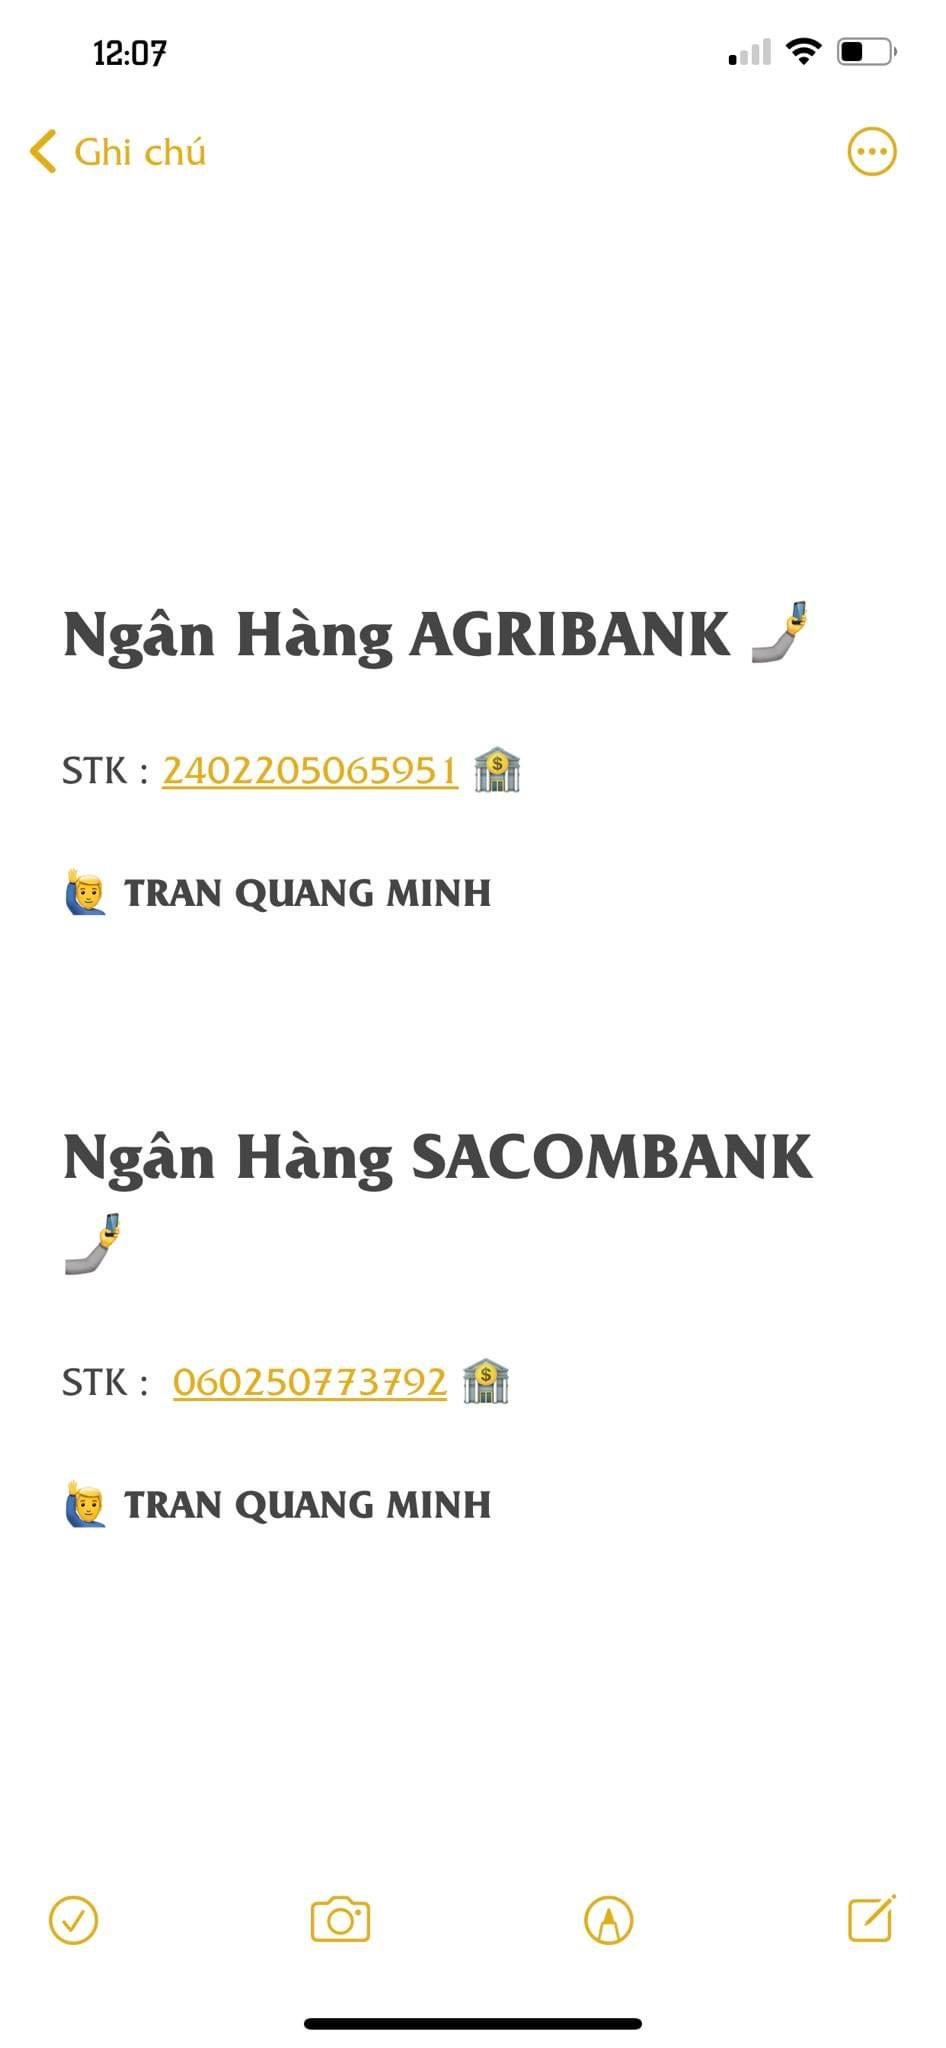 12:07
Ghi chú
Ngân Hàng AGRIBANK 🤳
STK : 2402205065951 🏦
🙋‍♂️ TRAN QUANG MINH
Ngân Hàng SACOMBANK
🤳
STK : 060250773792 🏦
🙋‍♂️ TRAN QUANG MINH